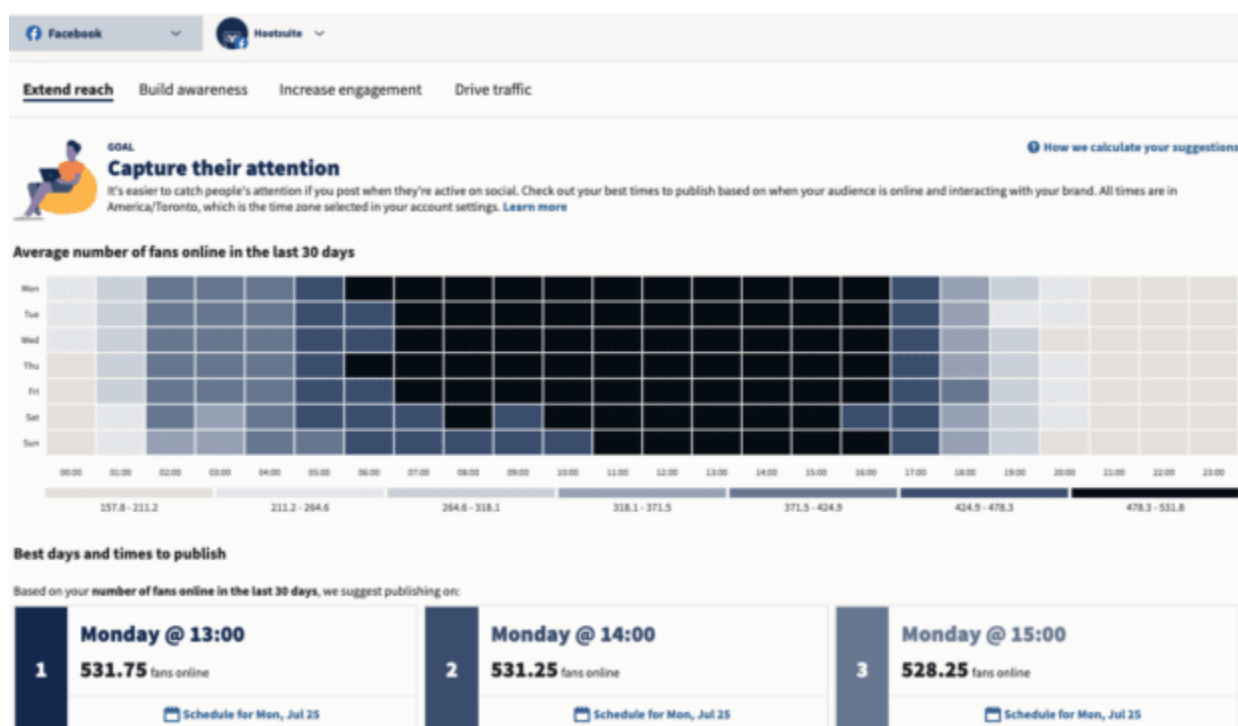 Facebook
Hootsuite
Extend reach Build awareness Increase engagement Drive traffic
GOAL
Capture their attention
How we calculate your suggestions
It's easier to catch people's attention if you post when they're active on social. Check out your best times to publish based on when your audience is online and interacting with your brand. All times are in
America/Toronto, which is the time zone selected in your account settings. Learn more
Average number of fans online in the last 30 days
Mon
Tue
Wed
Thu
Fri
Sat
Sun
00:00 01:00 02:00 03:00 04:00 05:00 06:00 07:00 08:00 09:00 10:00 11:00 12:00 13:00 14:00 15:00 16:00 17:00 18:00 19:00 20:00 21:00 22:00 23:00
157.8 - 211.2 211.2 - 264.6 264.6 - 318.1 318.1 - 371.5 371.5 - 424.9 424.9 - 478.3 478.3 - 531.8
Best days and times to publish
Based on your number of fans online in the last 30 days, we suggest publishing on:
1 Monday @ 13:00
531.75 fans online
Schedule for Mon, Jul 25
2 Monday @ 14:00
531.25 fans online
Schedule for Mon, Jul 25
3 Monday @ 15:00
528.25 fans online
Schedule for Mon, Jul 25